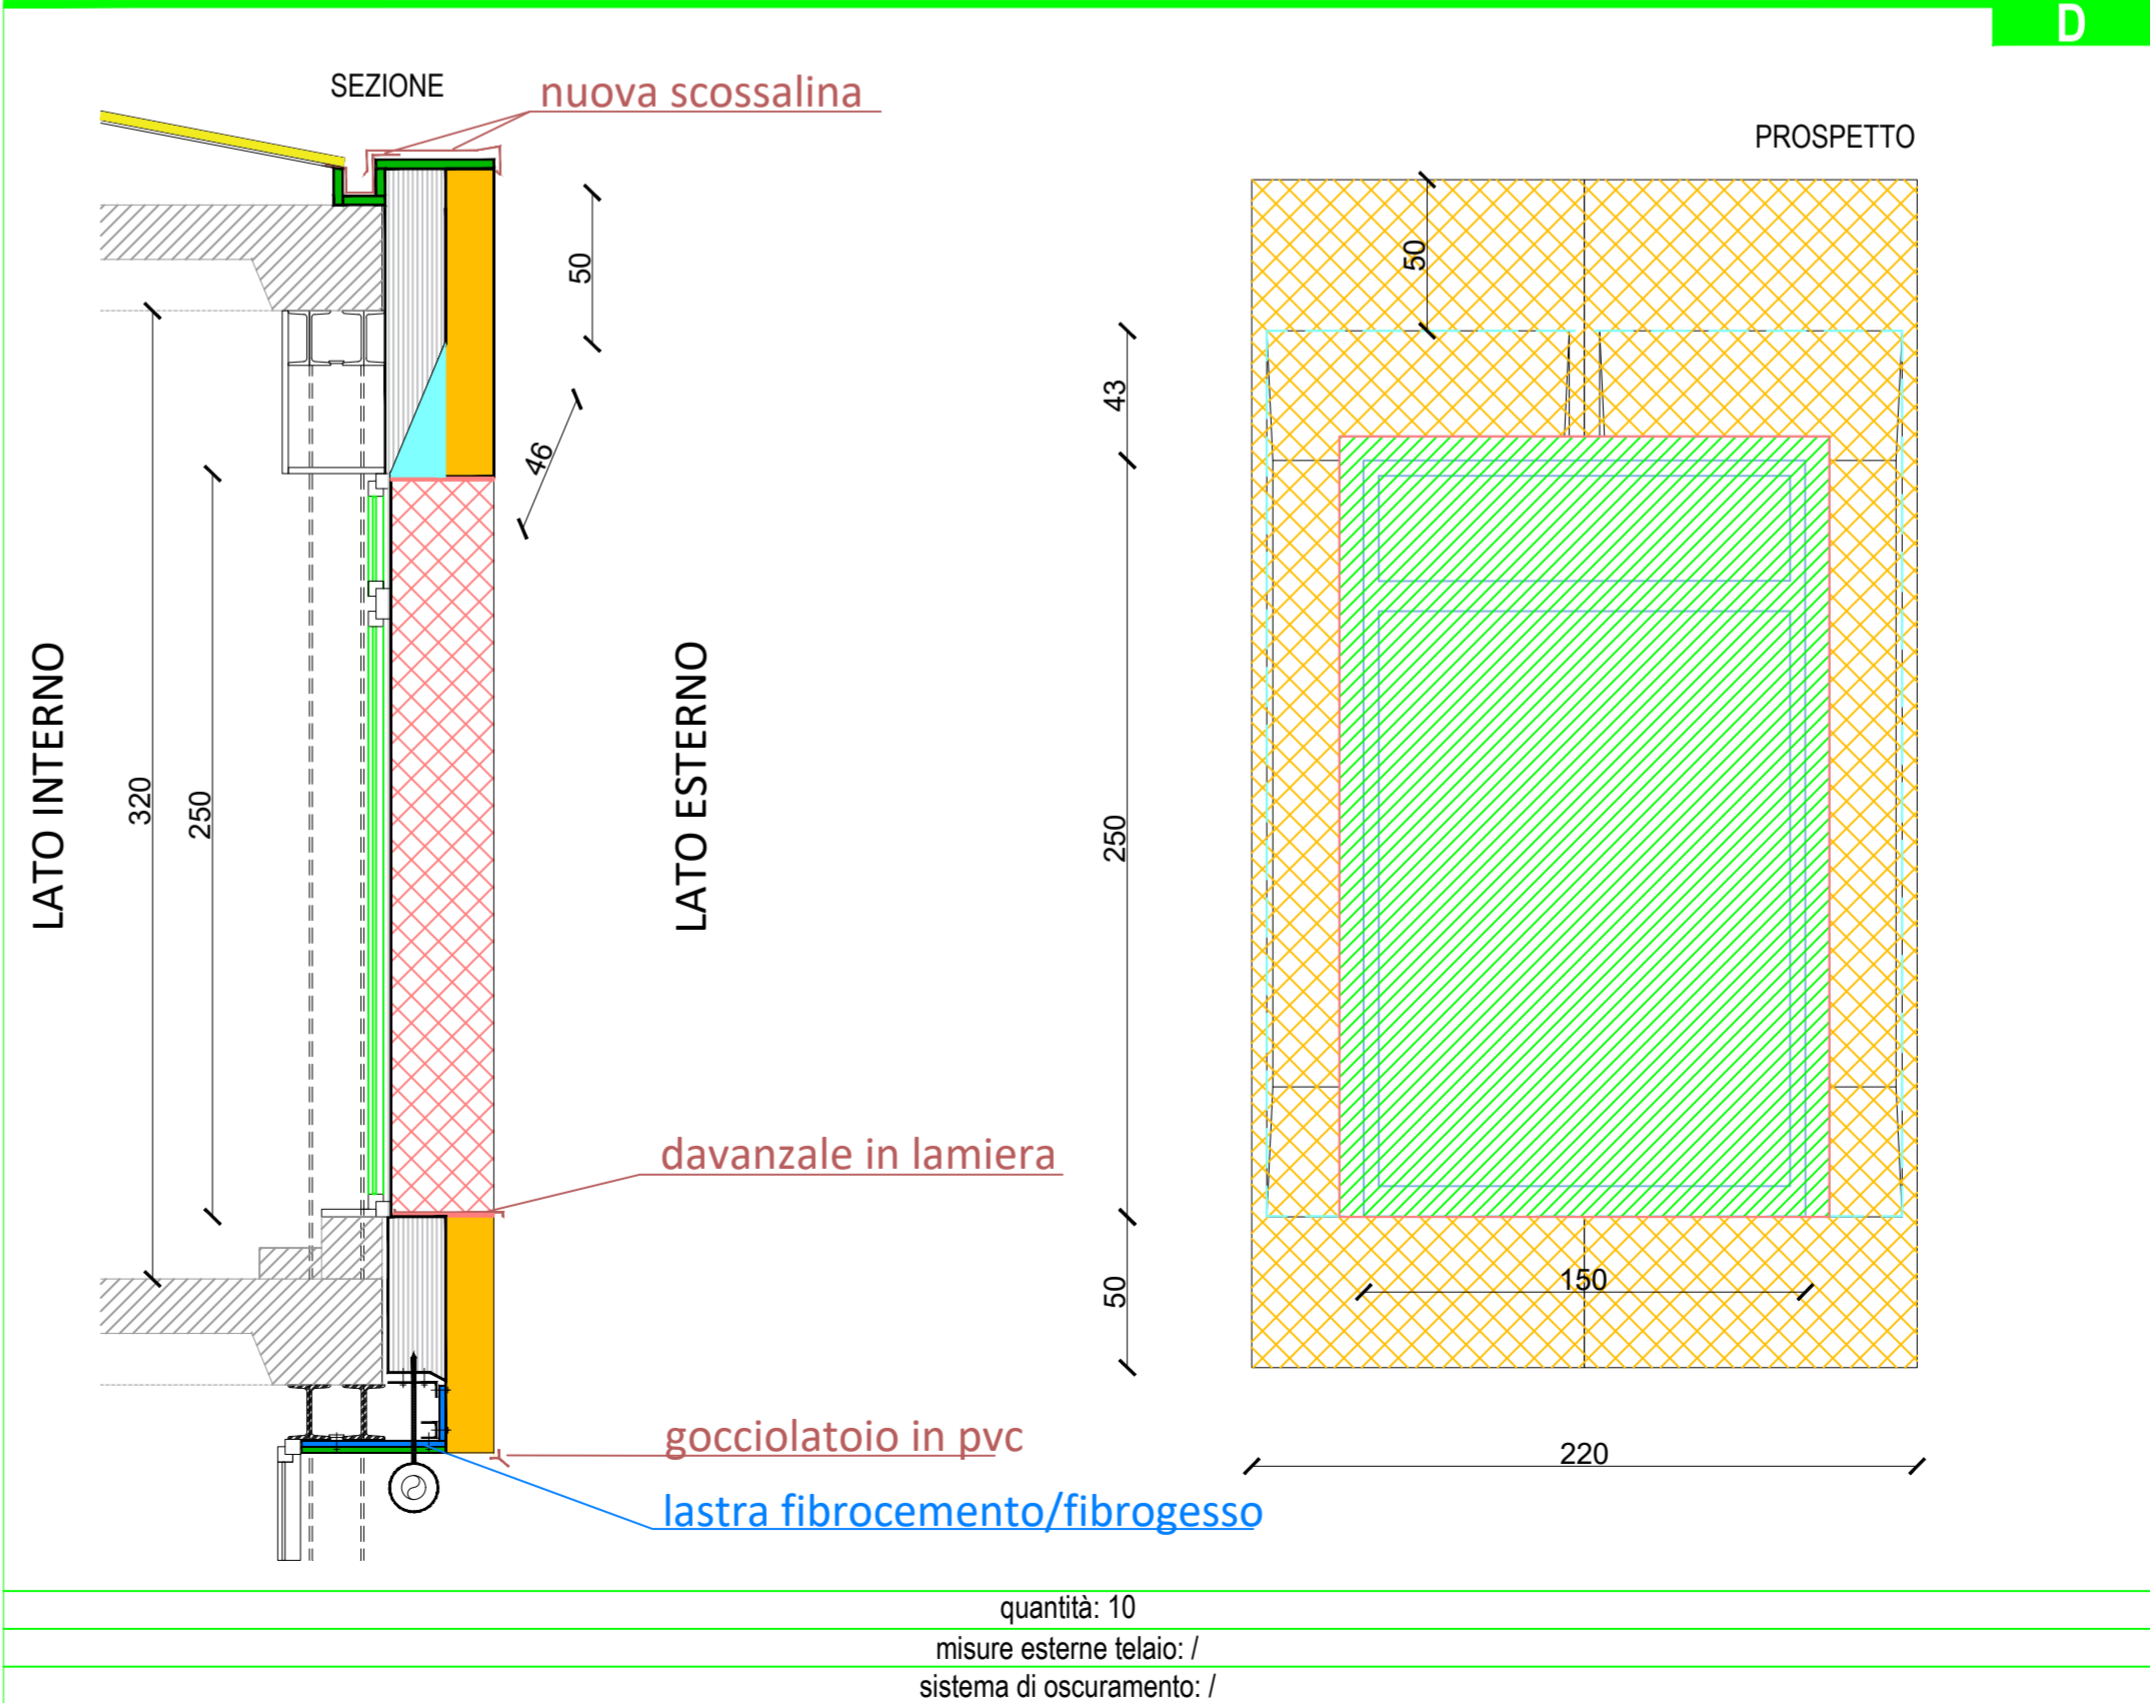 D
SEZIONE
nuova scossalina
PROSPETTO
50
50
43
46
LATO INTERNO
LATO ESTERNO
320
250
250
davanzale in lamiera
150
50
gocciolatoio in pvc
220
lastra fibrocemento/fibrogesso
quantità: 10
misure esterne telaio: /
sistema di oscuramento: /